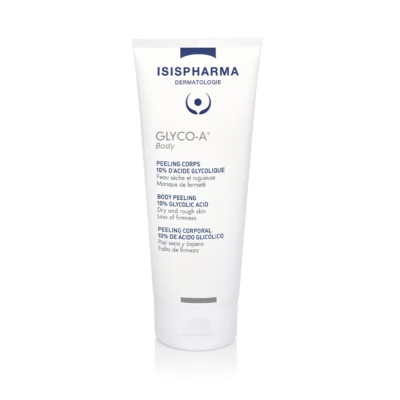 ISISPHARMA
DERMATOLOGIE
GLYCO-A®
Body
PEELING CORPS
10% D'ACIDE GLYCOLIQUE
Peau sèche et rugueuse
Manque de fermeté
BODY PEELING
10% GLYCOLIC ACID
Dry and rough skin
Loss of firmness
PEELING CORPORAL
10% DE ÁCIDO GLICÓLICO
Piel seca y áspera
Falta de firmeza